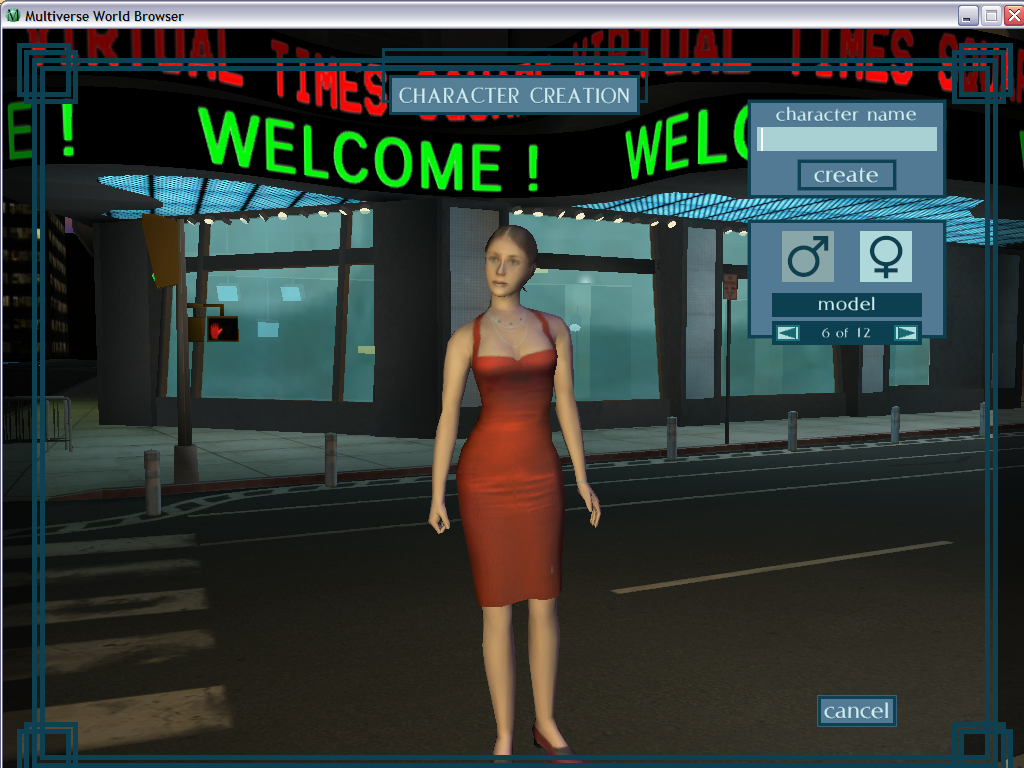 Multiverse World Browser
VIRTUAL TIMES SQUARE VIRTUAL TIMES
E! WELCOME! WELC
CHARACTER CREATION
character name
create
model
6 of 12
cancel